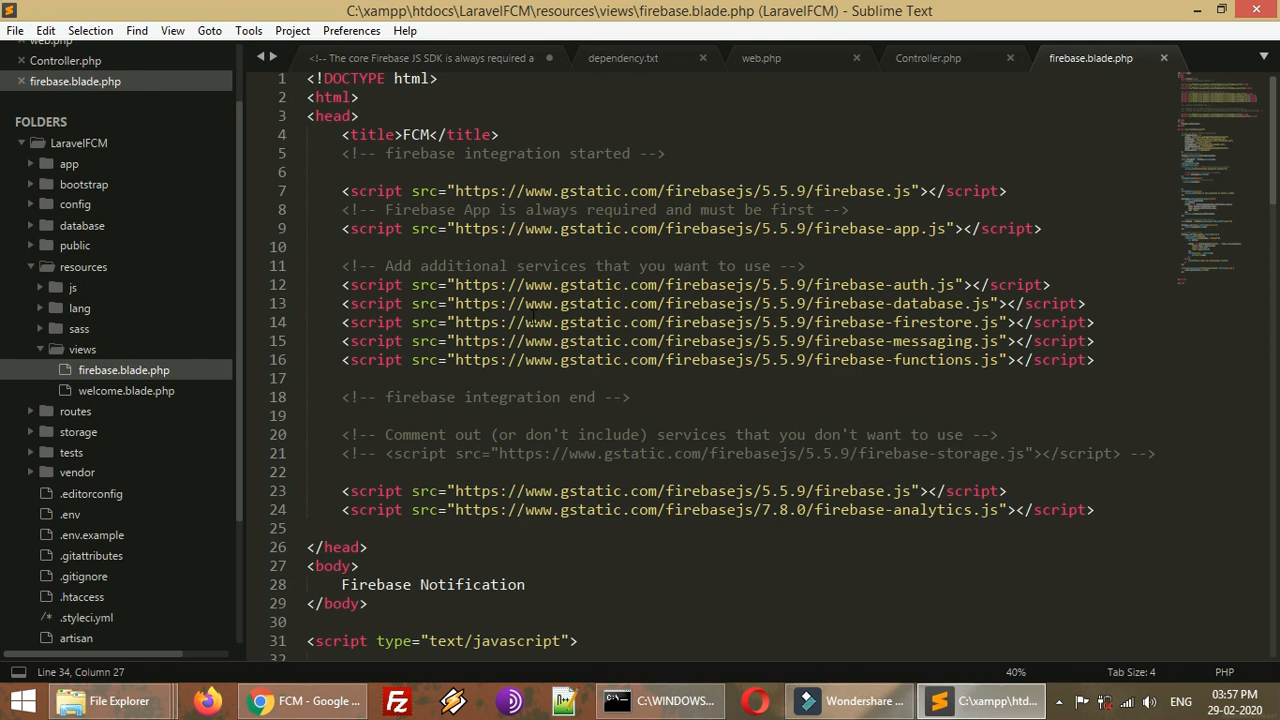 C:\xampp\htdocs\LaravelFCM\resources\views\firebase.blade.php (LaravelFCM) - Sublime Text
File Edit Selection Find View Goto Tools Project Preferences Help
web.php
Controller.php
firebase.blade.php
FOLDERS
LaravelFCM
app
bootstrap
config
database
public
resources
js
lang
sass
views
firebase.blade.php
welcome.blade.php
routes
storage
tests
vendor
.editorconfig
.env
.env.example
.gitattributes
.gitignore
.htaccess
/* .styleci.yml
artisan
<!-- The core Firebase JS SDK is always required a
dependency.txt
web.php
Controller.php
firebase.blade.php
1 <!DOCTYPE html>
2 <html>
3 <head>
4 <title>FCM</title>
5 <!-- firebase integration started -->
6
7 <script src="https://www.gstatic.com/firebasejs/5.5.9/firebase.js"></script>
8 <!-- Firebase App is always required and must be first -->
9 <script src="https://www.gstatic.com/firebasejs/5.5.9/firebase-app.js"></script>
10
11 <!-- Add additional services that you want to use -->
12 <script src="https://www.gstatic.com/firebasejs/5.5.9/firebase-auth.js"></script>
13 <script src="https://www.gstatic.com/firebasejs/5.5.9/firebase-database.js"></script>
14 <script src="https://www.gstatic.com/firebasejs/5.5.9/firebase-firestore.js"></script>
15 <script src="https://www.gstatic.com/firebasejs/5.5.9/firebase-messaging.js"></script>
16 <script src="https://www.gstatic.com/firebasejs/5.5.9/firebase-functions.js"></script>
17
18 <!-- firebase integration end -->
19
20 <!-- Comment out (or don't include) services that you don't want to use -->
21 <!-- <script src="https://www.gstatic.com/firebasejs/5.5.9/firebase-storage.js"></script> -->
22
23 <script src="https://www.gstatic.com/firebasejs/5.5.9/firebase.js"></script>
24 <script src="https://www.gstatic.com/firebasejs/7.8.0/firebase-analytics.js"></script>
25
26 </head>
27 <body>
28 Firebase Notification
29 </body>
30
31 <script type="text/javascript">
32
Line 34, Column 27
40%
Tab Size: 4
PHP
File Explorer
FCM - Google ...
C:\WINDOWS...
Wondershare ...
C:\xampp\htd...
ENG
03:57 PM
29-02-2020